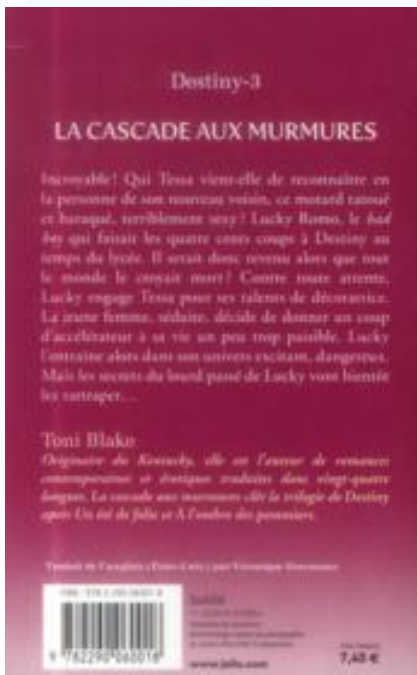 Destiny-3
LA CASCADE AUX MURMURES
Incroyable ! Qui Tessa vient-elle de reconnaître en
la personne de son nouveau voisin, ce motard tatoué
et baraqué, terriblement sexy ? Lucky Romo, le bad
boy qui faisait les quatre cents coups à Destiny au
temps du lycée. Il serait donc revenu alors que tout
le monde le croyait mort ! Contre toute attente,
Lucky engage Tessa pour ses talents de décoratrice.
La jeune femme, séduite, décide de donner un coup
d'accélérateur à sa vie un peu trop paisible. Lucky
l'entraîne alors dans son univers excitant, dangereux.
Mais les secrets du lourd passé de Lucky vont bientôt
les rattraper…
Toni Blake
Originaire du Kentucky, elle est l'auteur de romances
contemporaines et érotiques traduites dans vingt-quatre
langues. La cascade aux murmures clôt la trilogie de Destiny
après Un été de folie et À l'ombre des pommiers.
Traduit de l'anglais (États-Unis) par Véronique
9 782290 060018
www.jailu.com
7,40 €